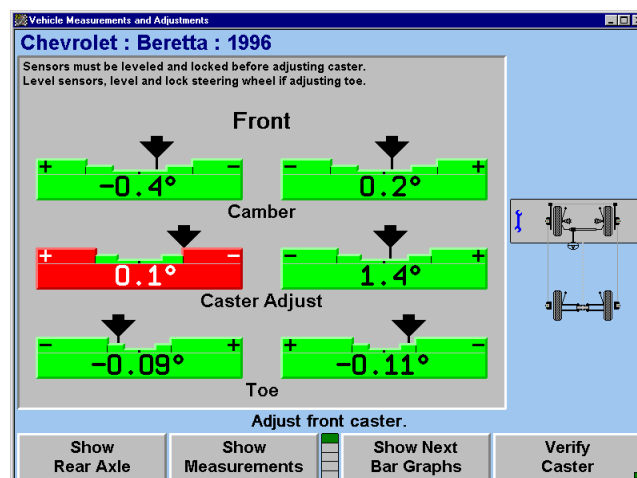 Vehicle Measurements and Adjustments
Chevrolet : Beretta : 1996
Sensors must be leveled and locked before adjusting caster.
Level sensors, level and lock steering wheel if adjusting toe.
Front
+ -
- +
-0.4° 0.2°
Camber
+ -
- +
0.1° 1.4°
Caster Adjust
- +
+ -
-0.09° -0.11°
Toe
Adjust front caster.
Show Show Show Next Verify
Rear Axle Measurements Bar Graphs Caster